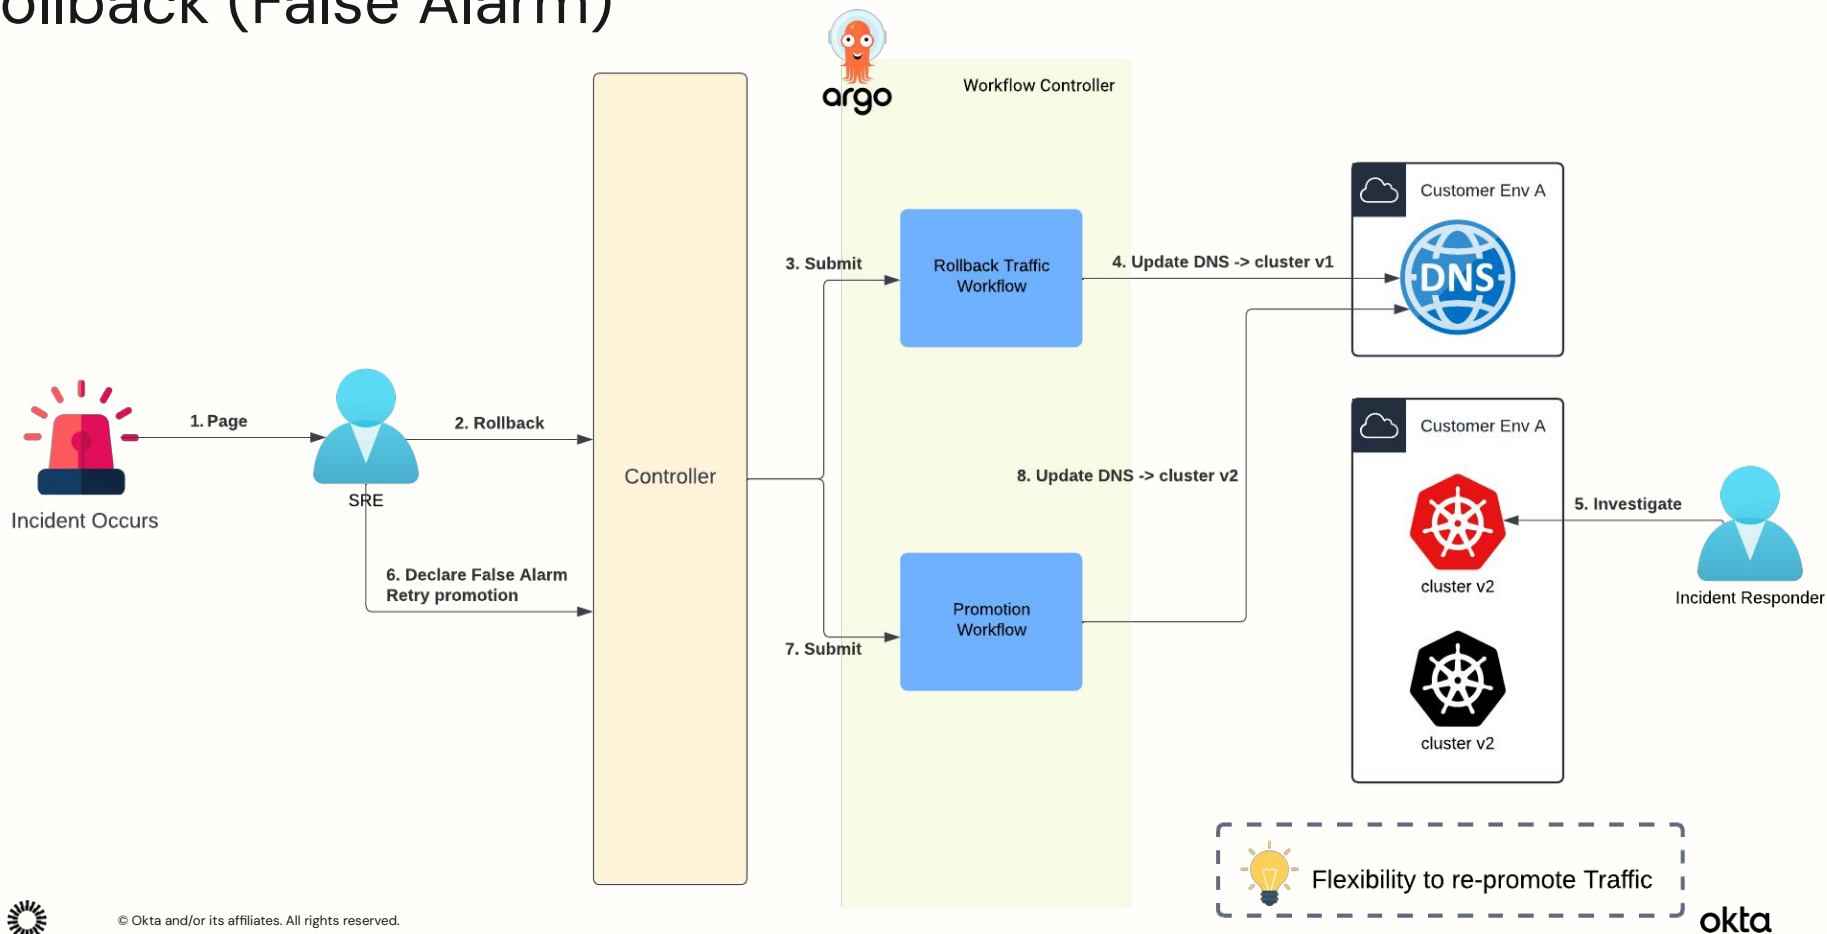 ollback (False Alarm)
argo
Workflow Controller
Customer Env A
3. Submit
Rollback Traffic
Workflow
4. Update DNS -> cluster v1
DNS
1. Page
2. Rollback
Controller
8. Update DNS -> cluster v2
Customer Env A
SRE
Incident Occurs
5. Investigate
cluster v2
Incident Responder
6. Declare False Alarm
Retry promotion
Promotion
Workflow
7. Submit
cluster v2
Flexibility to re-promote Traffic
© Okta and/or its affiliates. All rights reserved.
okta